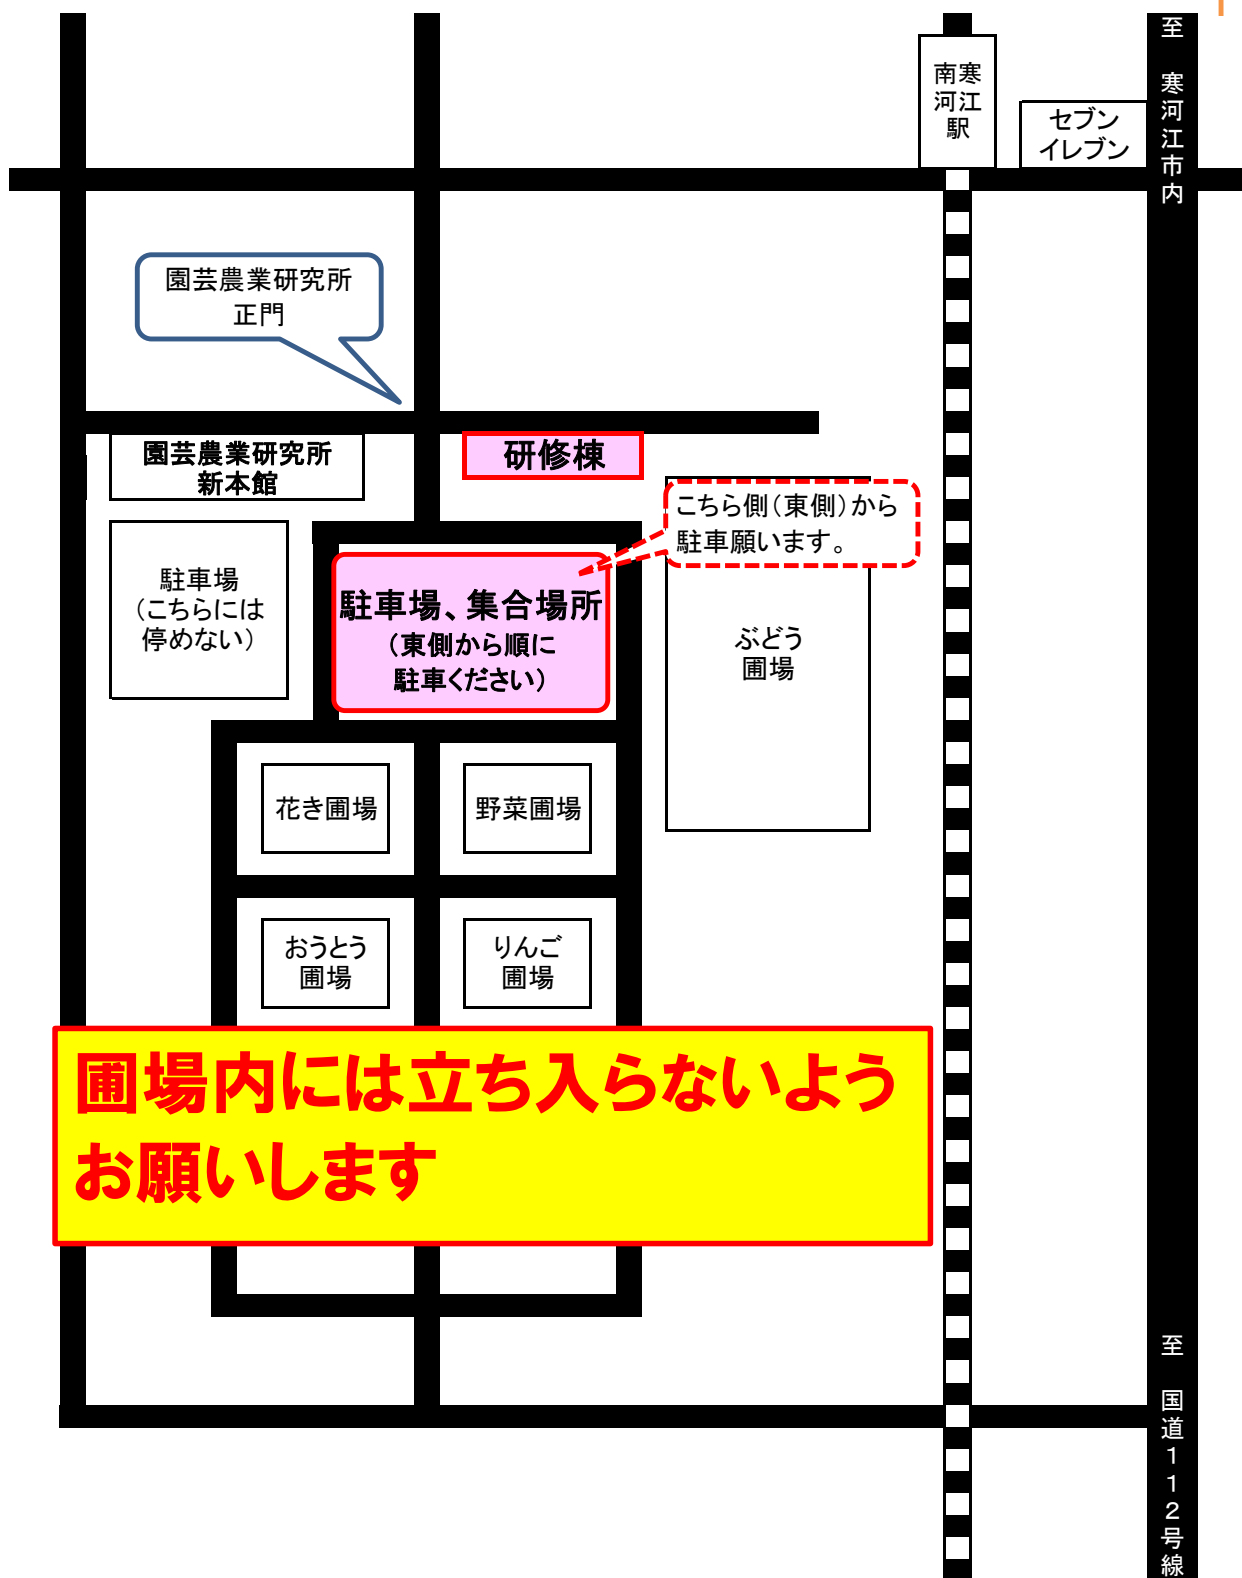 南寒
河江
駅
セブン
イレブン
至　寒河江市内
園芸農業研究所
正門
園芸農業研究所
新本館
研修棟
こちら側（東側）から
駐車願います。
駐車場
（こちらには
停めない）
駐車場、集合場所
（東側から順に
駐車ください）
ぶどう
圃場
花き圃場
野菜圃場
おうとう
圃場
りんご
圃場
圃場内には立ち入らないよう
お願いします
至　国道112号線